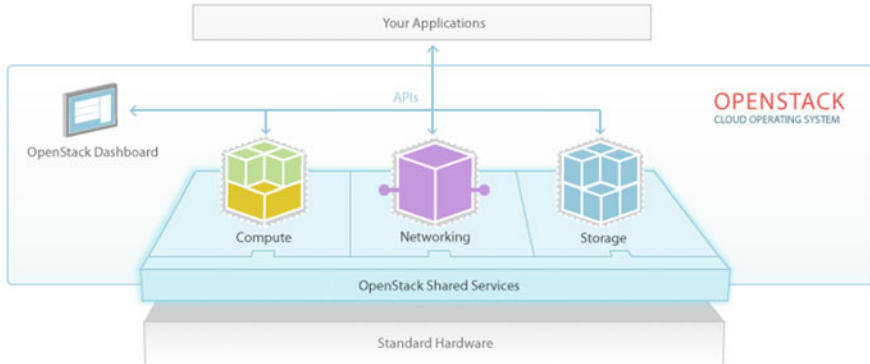 Your Applications
APIs
OPENSTACK
CLOUD OPERATING SYSTEM
OpenStack Dashboard
Compute
Networking
Storage
OpenStack Shared Services
Standard Hardware